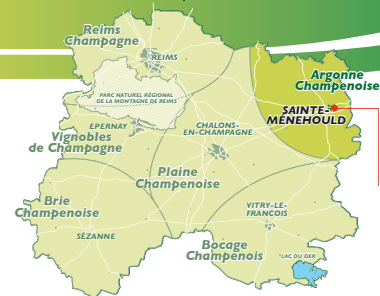 Reims
Champagne
REIMS
Argonne
Champenoise
PARC NATUREL RÉGIONAL
DE LA MONTAGNE DE REIMS
SAINTE-
MÉNEHOULD
EPERNAY
CHALONS-
EN-CHAMPAGNE
Vignobles
de Champagne
Plaine
Champenoise
Brie
Champenoise
VITRY-LE-
FRANCOIS
SÉZANNE
Bocage
Champenois
LAC DU DER